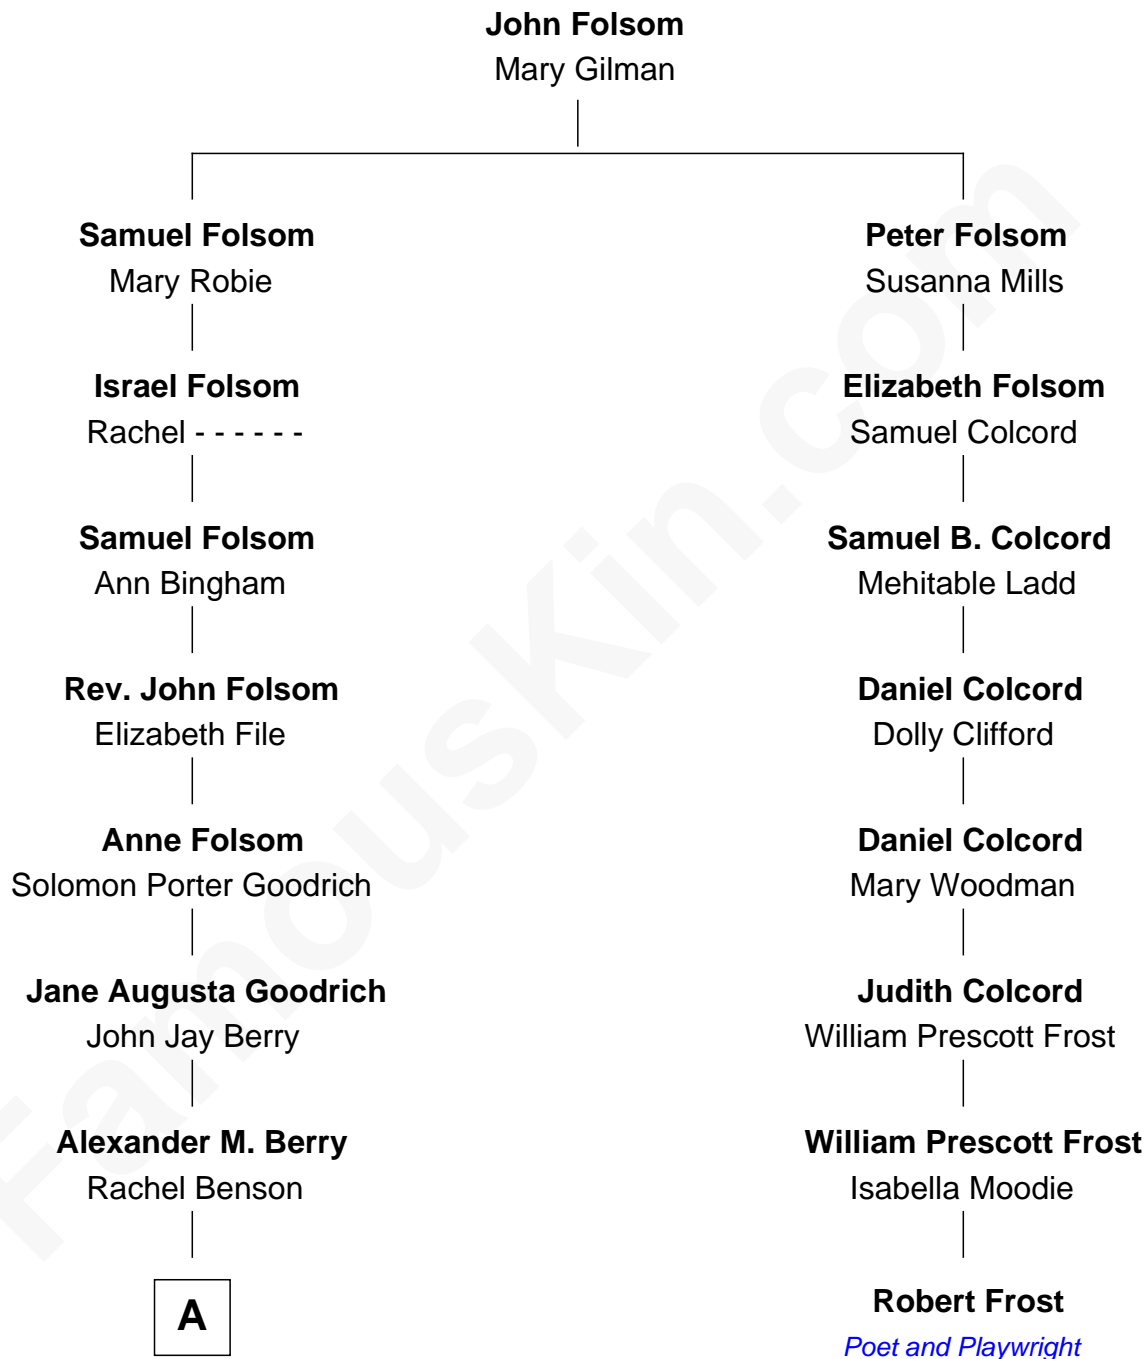 John Folsom
Mary Gilman
Samuel Folsom
Mary Robie
Peter Folsom
Susanna Mills
Israel Folsom
Rachel - - - - - -
Elizabeth Folsom
Samuel Colcord
Samuel Folsom
Ann Bingham
Samuel B. Colcord
Mehitable Ladd
Rev. John Folsom
Elizabeth File
Daniel Colcord
Dolly Clifford
Anne Folsom
Solomon Porter Goodrich
Daniel Colcord
Mary Woodman
Jane Augusta Goodrich
John Jay Berry
Judith Colcord
William Prescott Frost
Alexander M. Berry
Rachel Benson
William Prescott Frost
Isabella Moodie
A
Robert Frost
Poet and Playwright
FamousKin.com